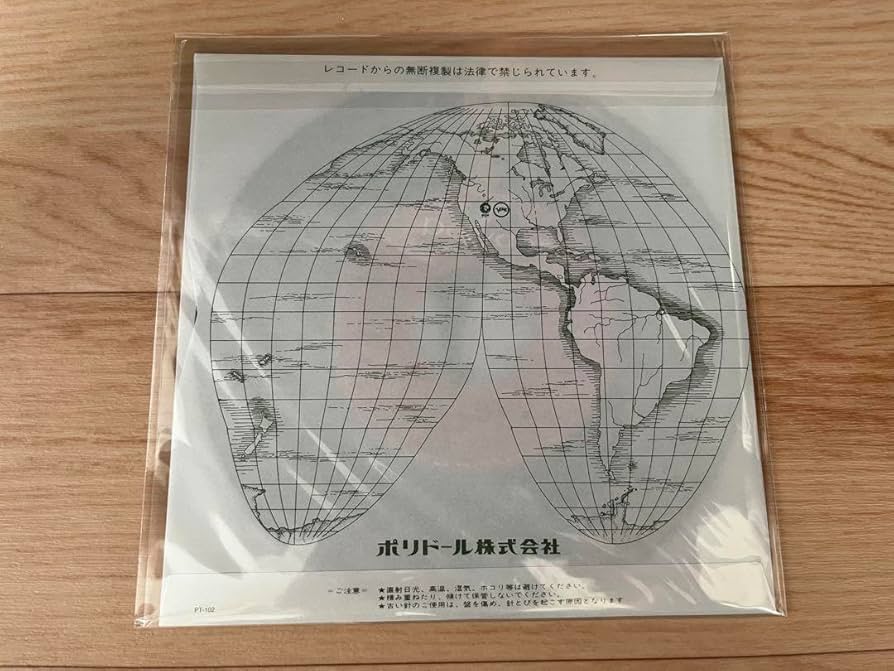 レコードからの無断複製は法律で禁じられています。
ポリドール株式会社
=ご注意= ★直射日光、高温、湿気、ホコリ等は避けてください。
★積み重ねたり、傾けて保管しないでください。
★古い針のご使用は、盤を傷め、針とびを起こす原因となります
PT-102